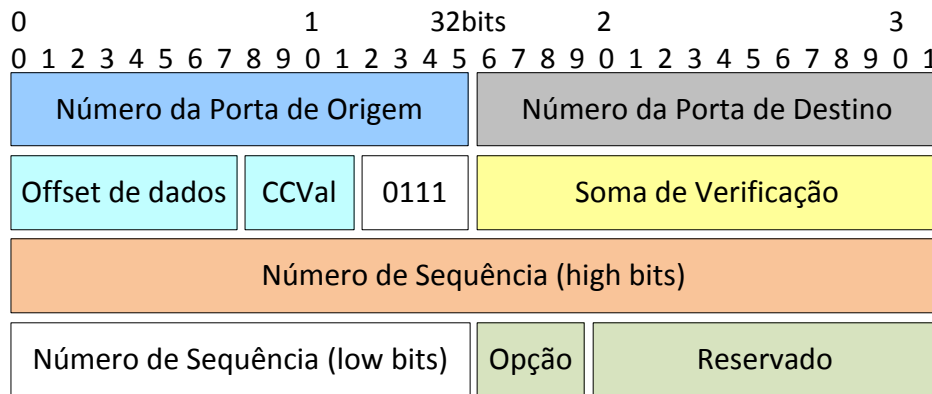 0 1 32bits 2 3
0 1 2 3 4 5 6 7 8 9 0 1 2 3 4 5 6 7 8 9 0 1 2 3 4 5 6 7 8 9 0 1
Número da Porta de Origem Número da Porta de Destino
Offset de dados CCVal 0111 Soma de Verificação
Número de Sequência (high bits)
Número de Sequência (low bits) Opção Reservado